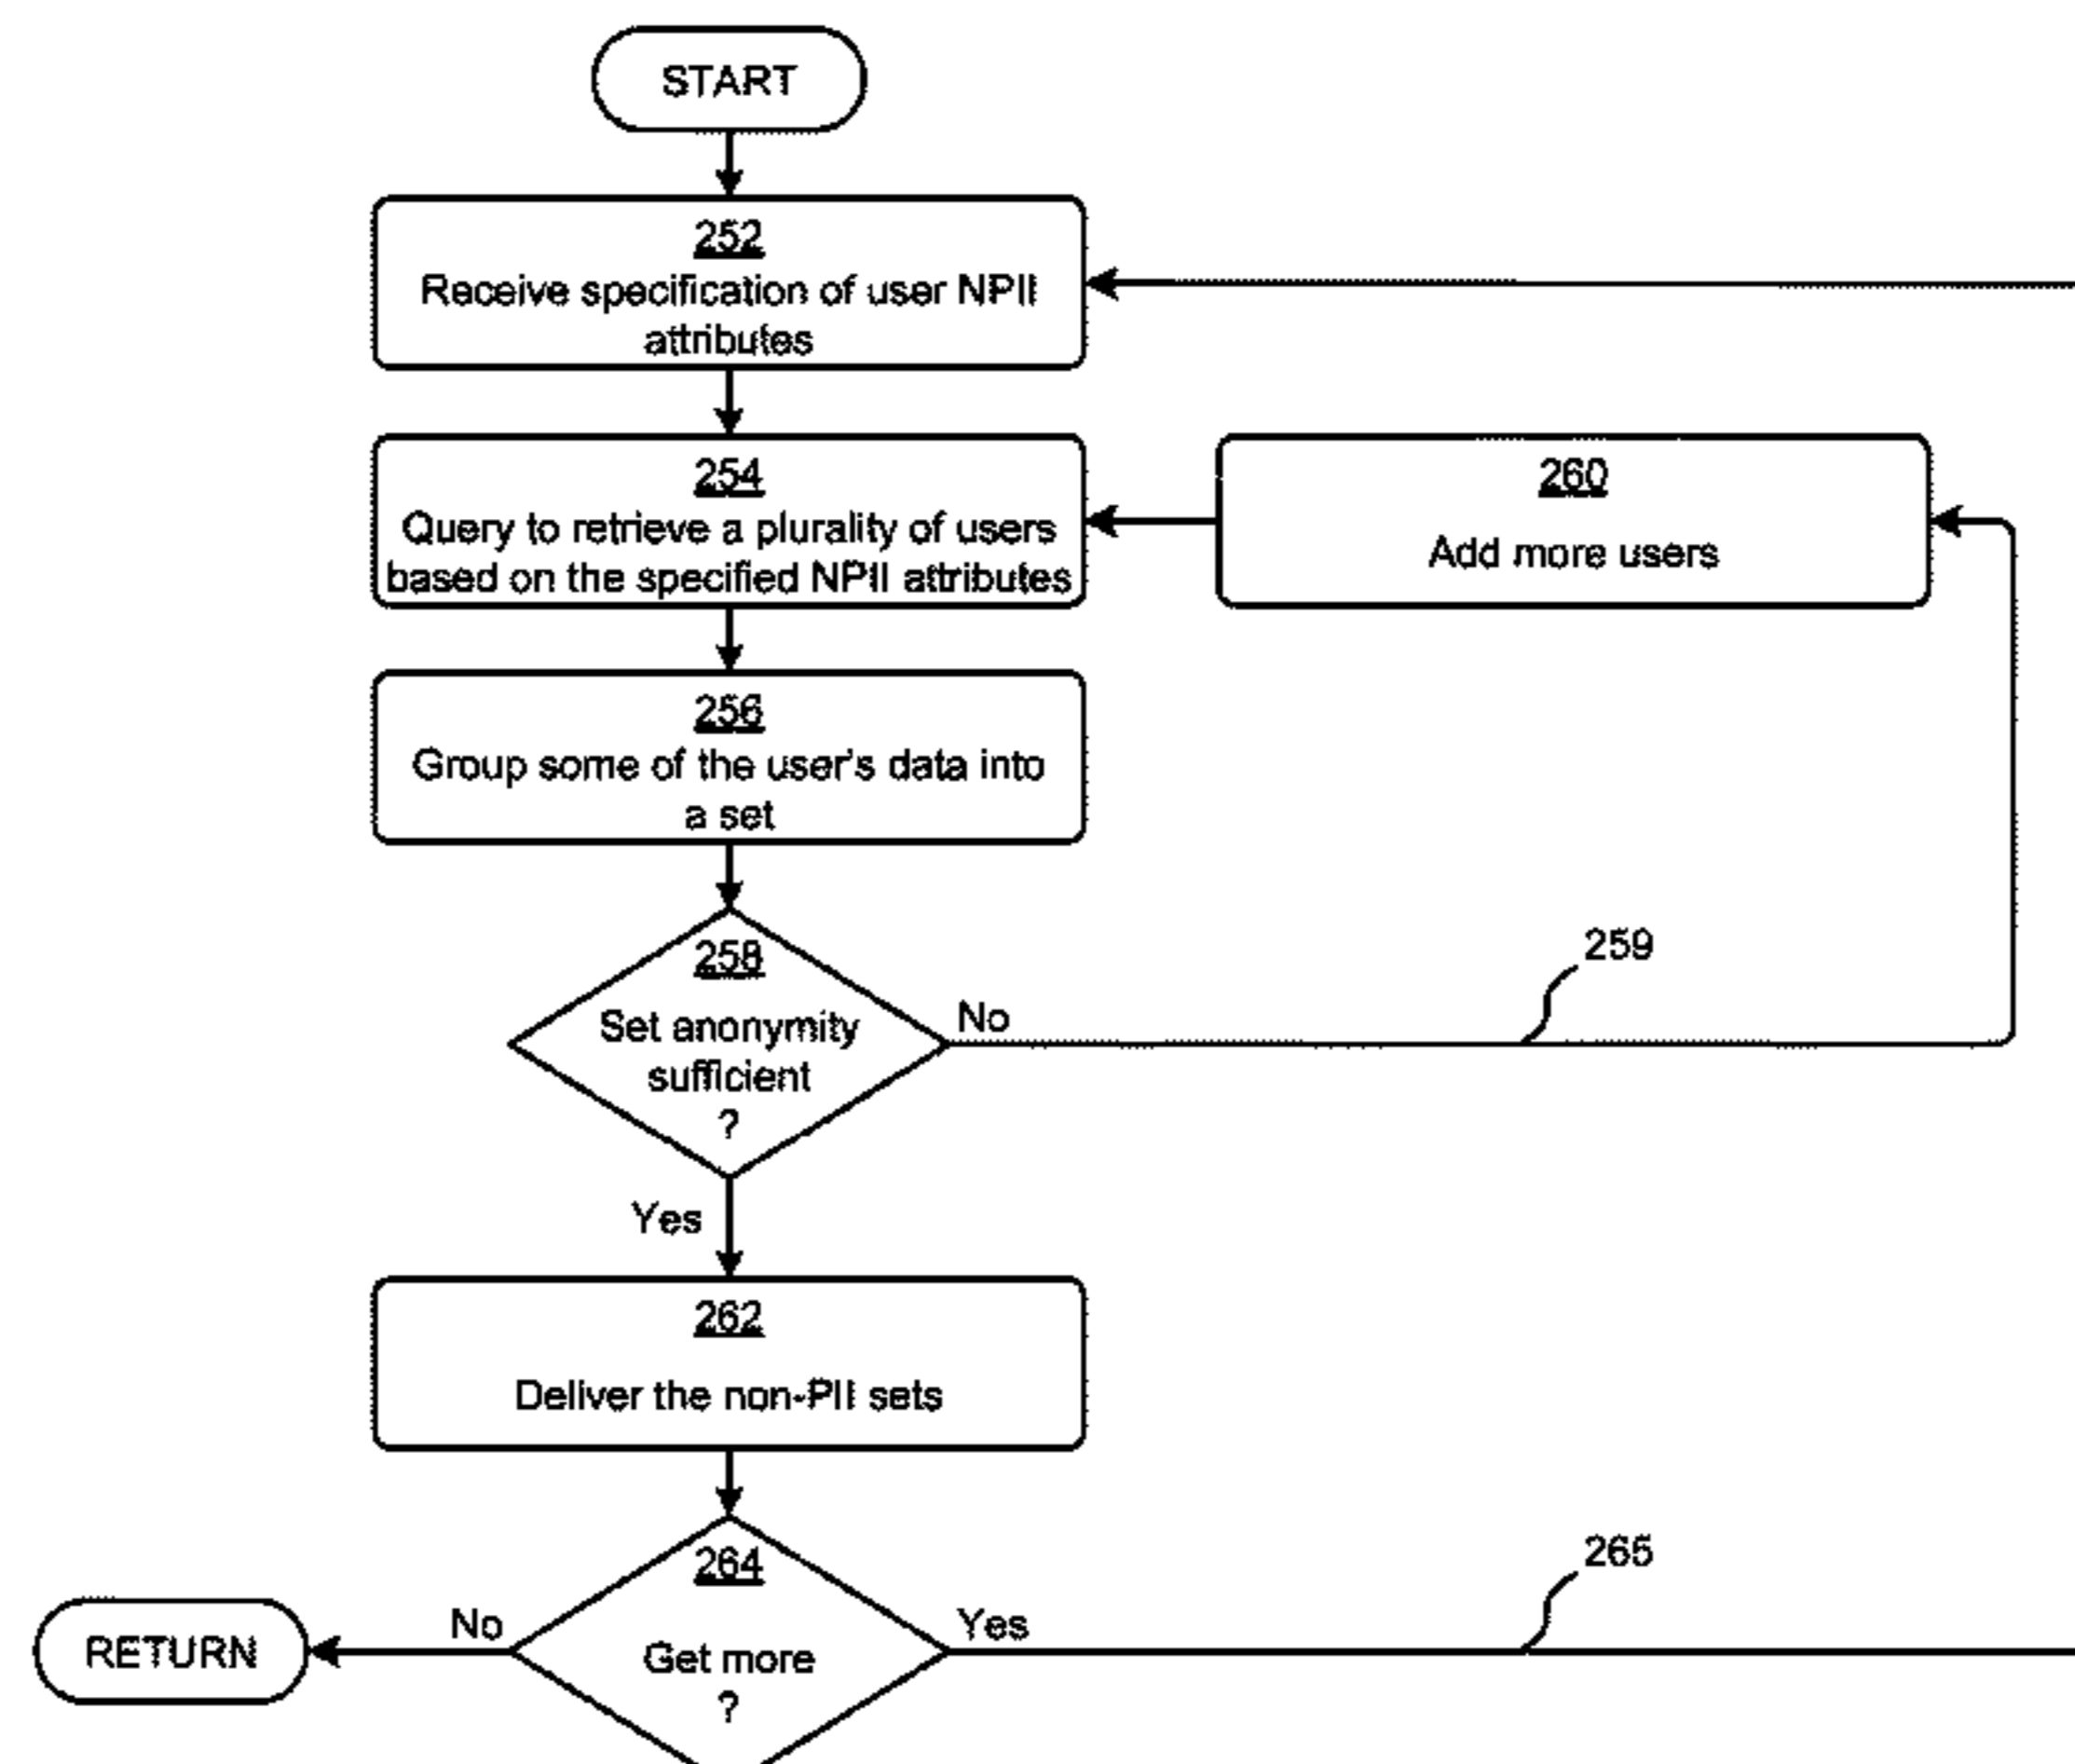 START
252
Receive specification of user NPII
attributes
254
Query to retrieve a plurality of users
based on the specified NPII attributes
260
Add more users
256
Group some of the user's data into
a set
258
Set anonymity
sufficient
?
No
259
Yes
262
Deliver the non-PII sets
264
Get more
?
No
Yes
265
RETURN